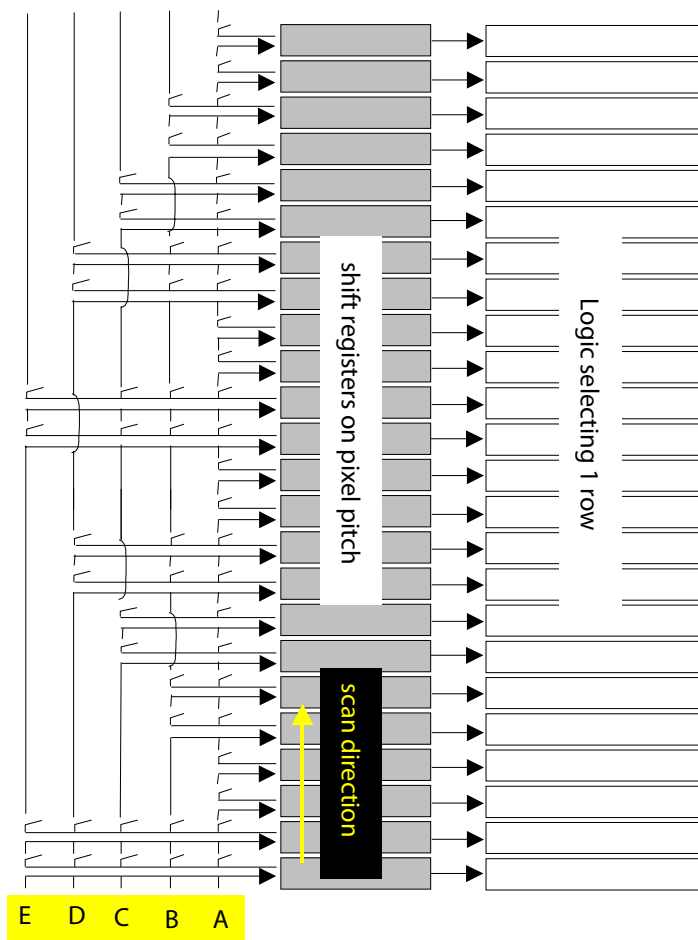 shift registers on pixel pitch
Logic selecting 1 row
scan direction
E D C B A